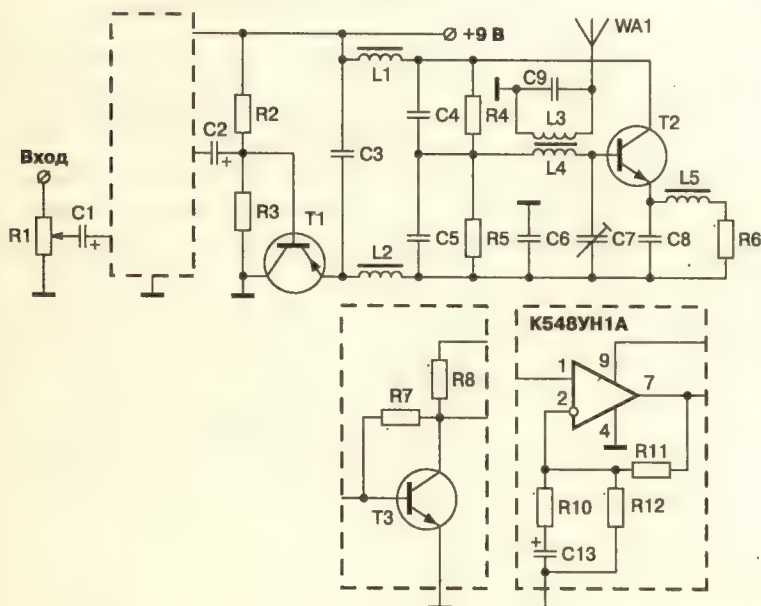 +9 В
WA1
C9
L1
R2
C4
R4
L3
T2
C2
+
C3
L4
L5
Вход
R1
C1
+
R3
T1
C5
R5
C6
C7
C8
R6
L2
К548УН1А
R8
1
9
7
R7
2
4
R11
T3
R10
R12
+
C13